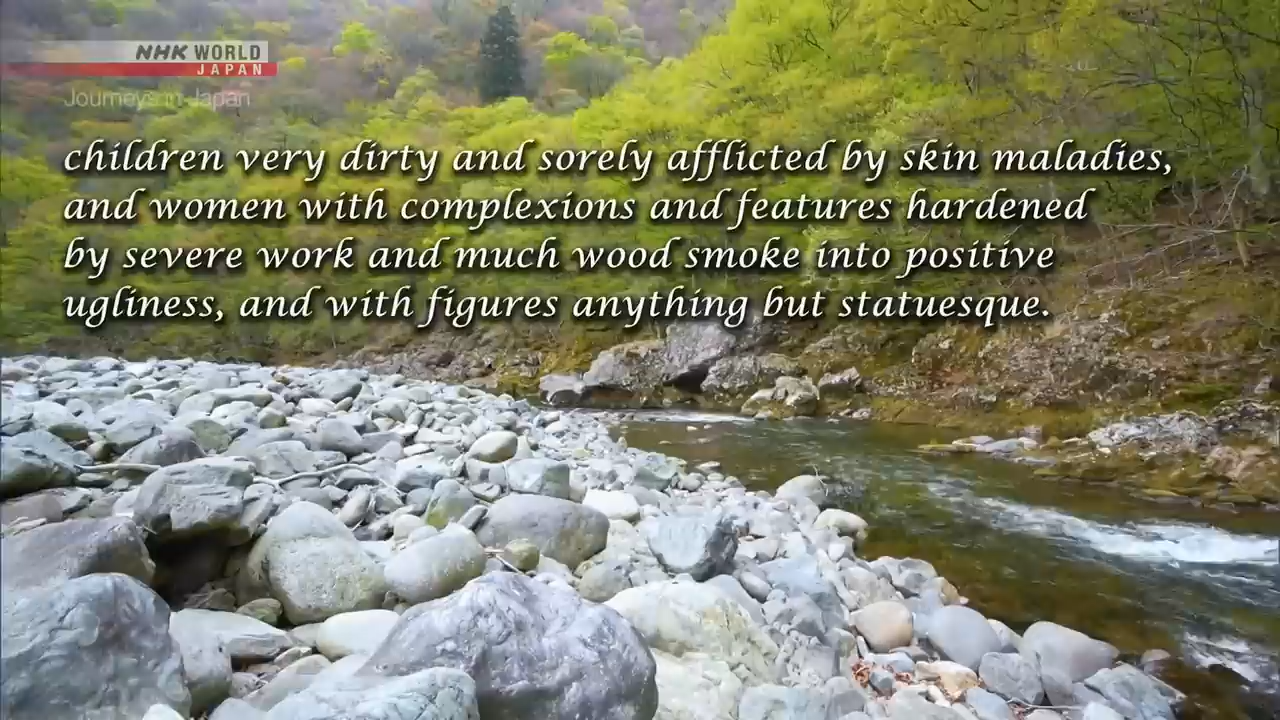 NHK WORLD
JAPAN
Journeys in Japan
children very dirty and sorely afflicted by skin maladies,
and women with complexions and features hardened
by severe work and much wood smoke into positive
ugliness, and with figures anything but statuesque.